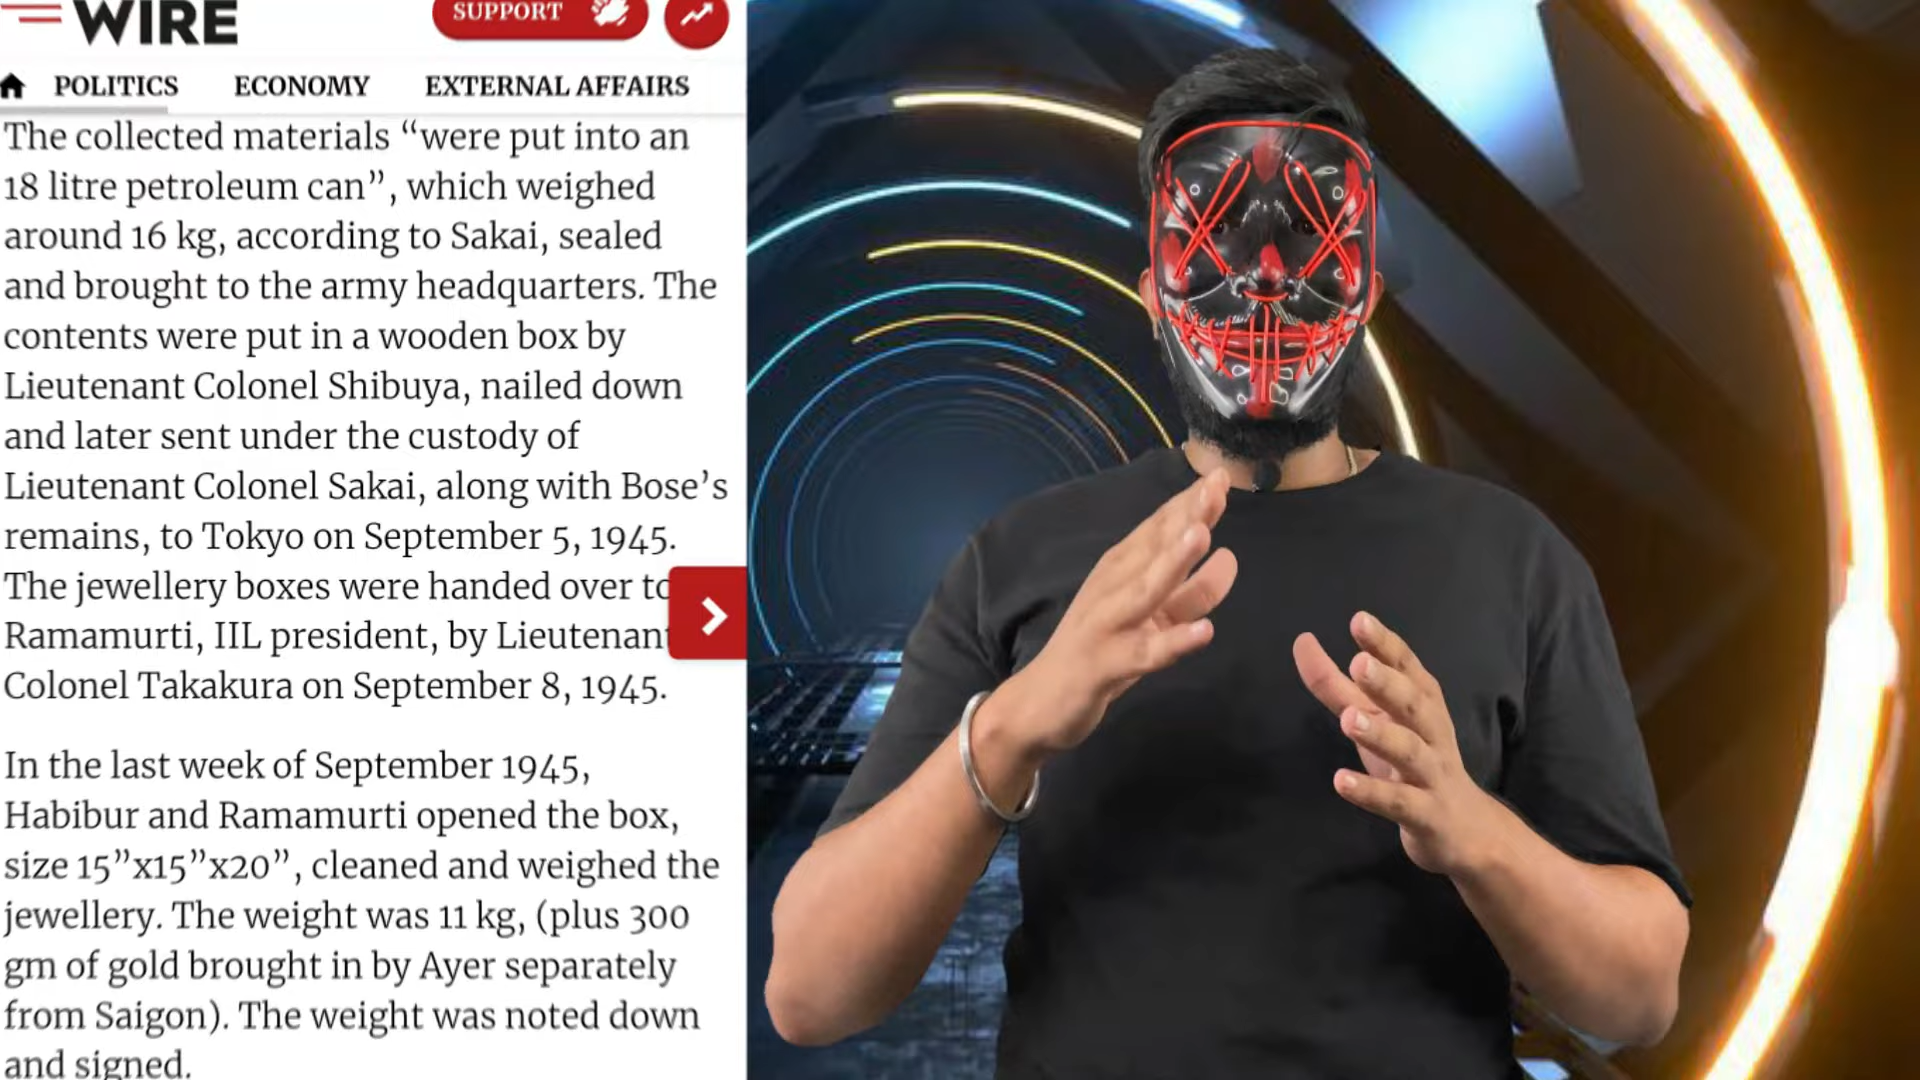 WIRE
SUPPORT
POLITICS ECONOMY EXTERNAL AFFAIRS
The collected materials “were put into an
18 litre petroleum can”, which weighed
around 16 kg, according to Sakai, sealed
and brought to the army headquarters. The
contents were put in a wooden box by
Lieutenant Colonel Shibuya, nailed down
and later sent under the custody of
Lieutenant Colonel Sakai, along with Bose’s
remains, to Tokyo on September 5, 1945.
The jewellery boxes were handed over to
Ramamurti, IIL president, by Lieutenant
Colonel Takakura on September 8, 1945.
In the last week of September 1945,
Habibur and Ramamurti opened the box,
size 15”x15”x20”, cleaned and weighed the
jewellery. The weight was 11 kg, (plus 300
gm of gold brought in by Ayer separately
from Saigon). The weight was noted down
and signed.